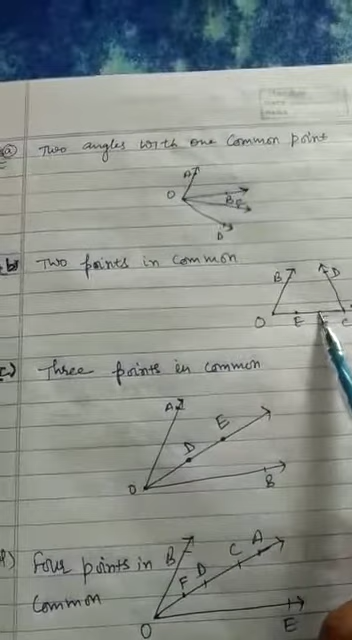 (a) Two angles with one common point
A
O
B
C
D
(b) Two points in common
B D
O E F C
(c) Three points in common
A
E
D
O B
(d) Four points in B
common
C A
F D
O E